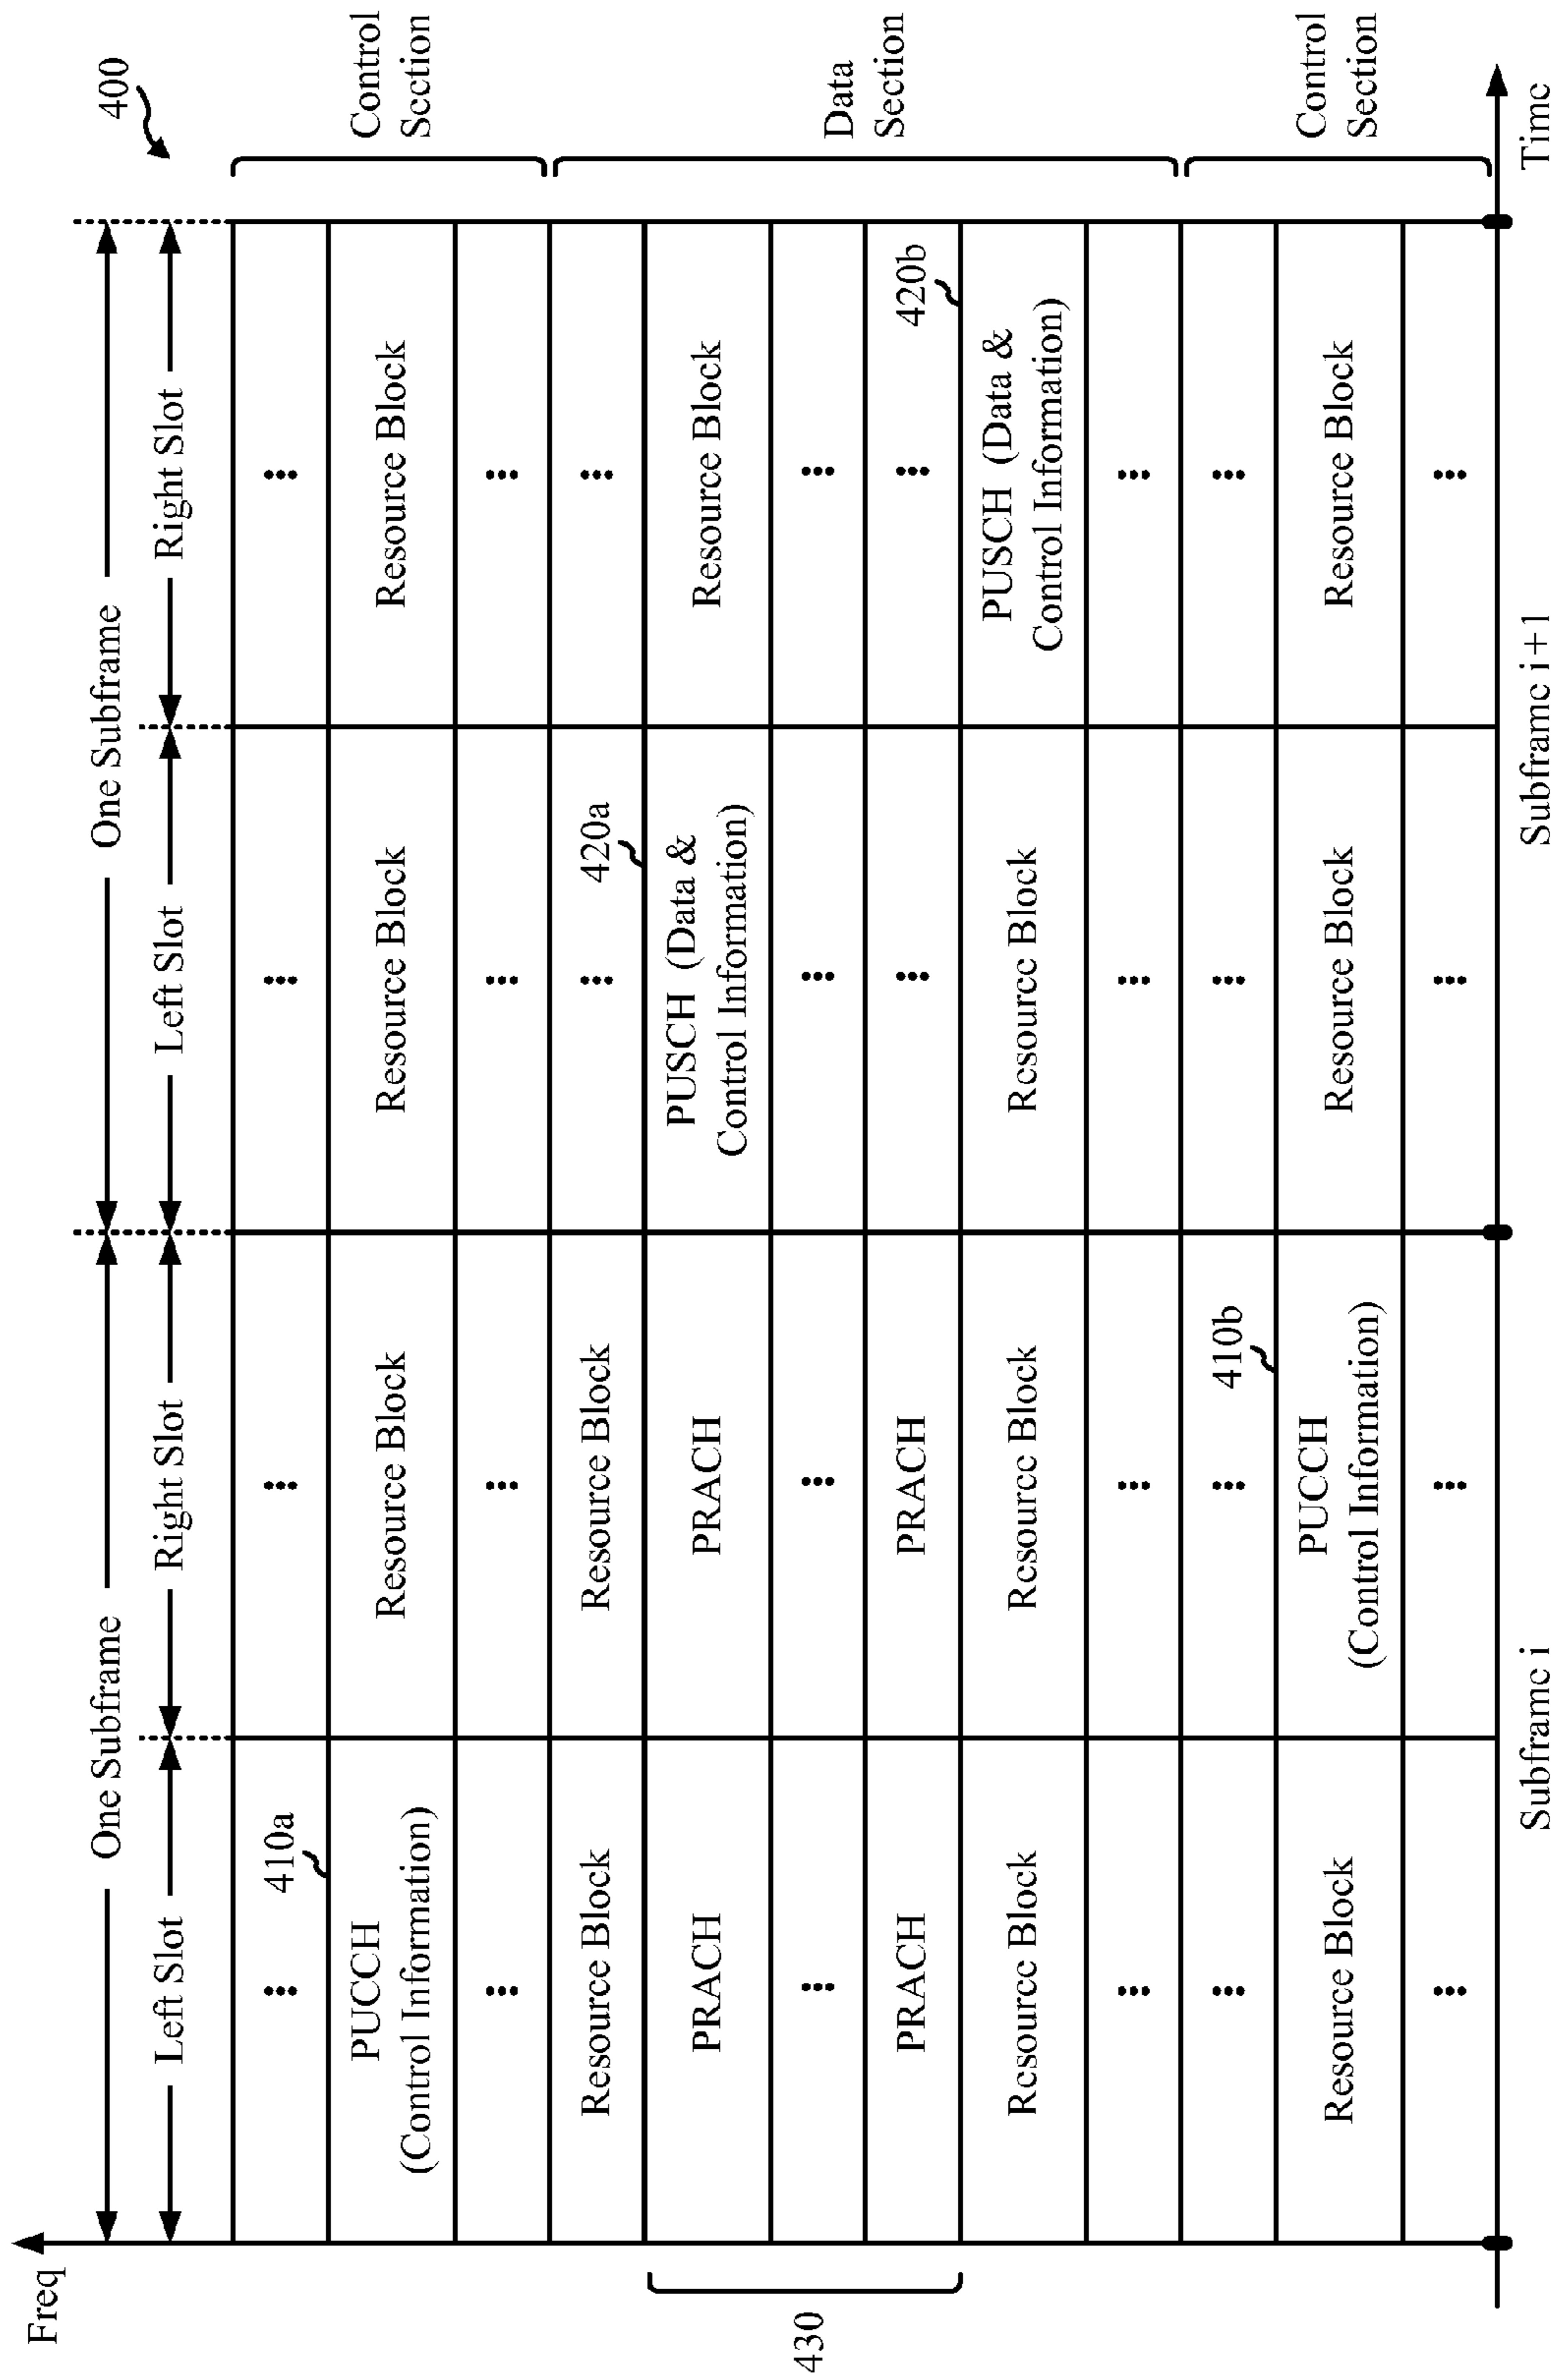 400
Freq
One Subframe
One Subframe
Left Slot
Right Slot
Left Slot
Right Slot
410a
PUCCH
(Control Information)
Resource Block
Resource Block
Resource Block
Control
Section
Resource Block
Resource Block
420a
430
PRACH
PRACH
PUSCH (Data &
Control Information)
Resource Block
Data
Section
PRACH
PRACH
420b
Resource Block
Resource Block
Resource Block
PUSCH (Data &
Control Information)
410b
Resource Block
PUCCH
(Control Information)
Resource Block
Resource Block
Control
Section
Subframe i
Subframe i+1
Time